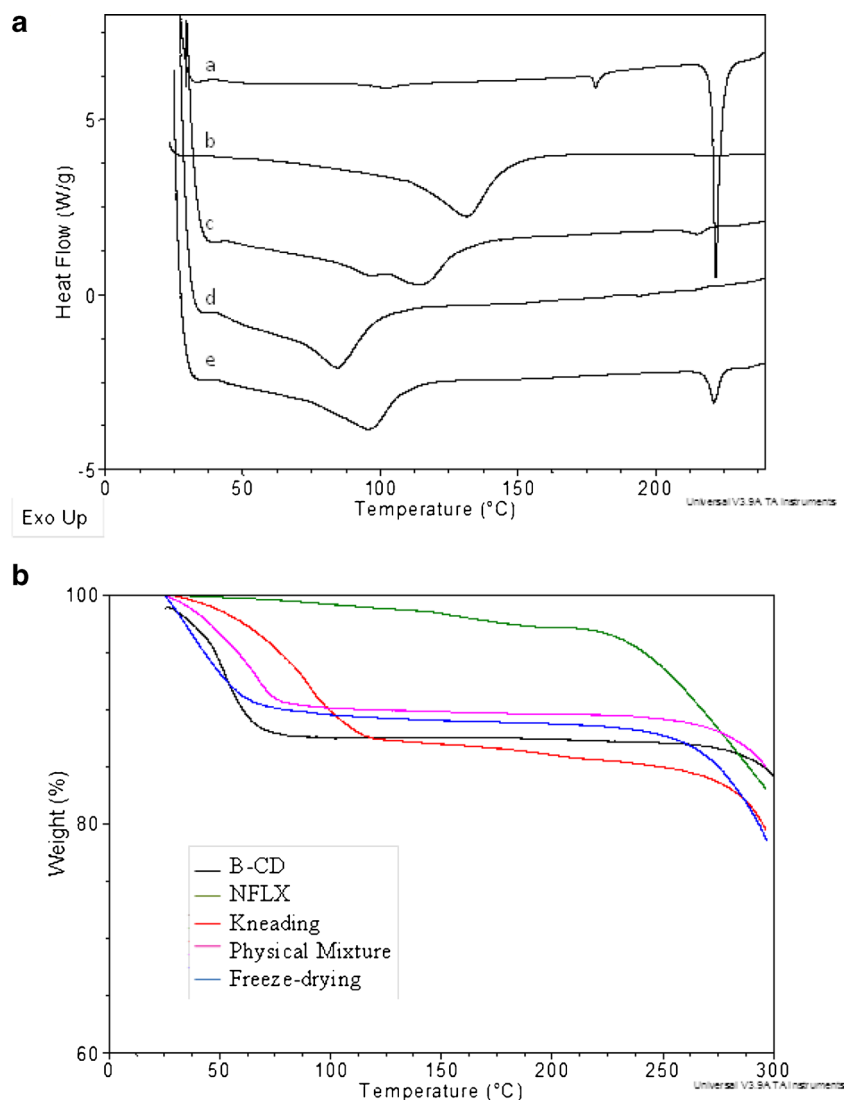 a
a
b
c
d
e
5
0
-5
Heat Flow (W/g)
0
50
100
150
200
Temperature (°C)
Universal V3.9A TA Instruments
Exo Up
b
100
80
60
Weight (%)
B-CD
NFLX
Kneading
Physical Mixture
Freeze-drying
0
50
100
150
200
250
300
Temperature (°C)
Universal V3.9A TA Instruments